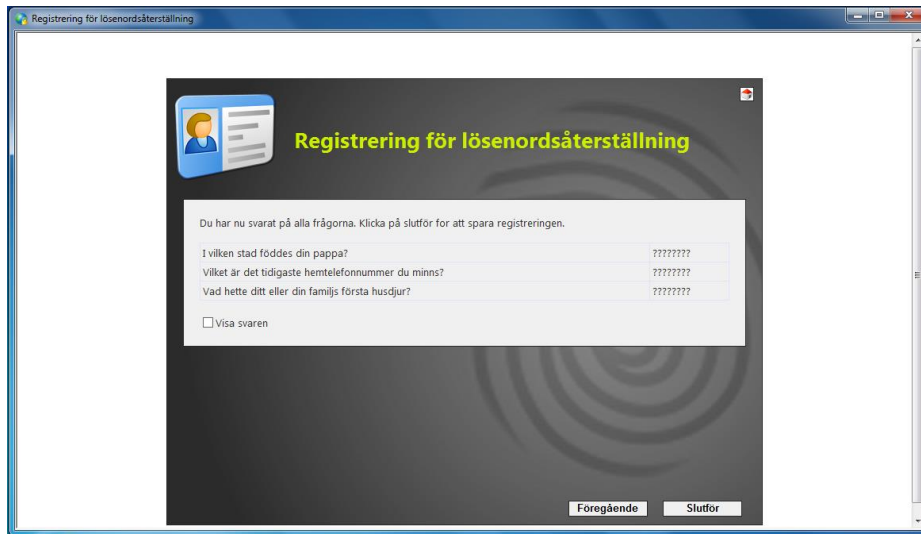 Registrering för lösenordsåterställning
Registrering för lösenordsåterställning
Du har nu svarat på alla frågorna. Klicka på slutför for att spara registreringen.
I vilken stad föddes din pappa? ????????
Vilket är det tidigaste hemtelefonnummer du minns? ????????
Vad hette ditt eller din familjs första husdjur? ????????
Visa svaren
Föregående Slutför